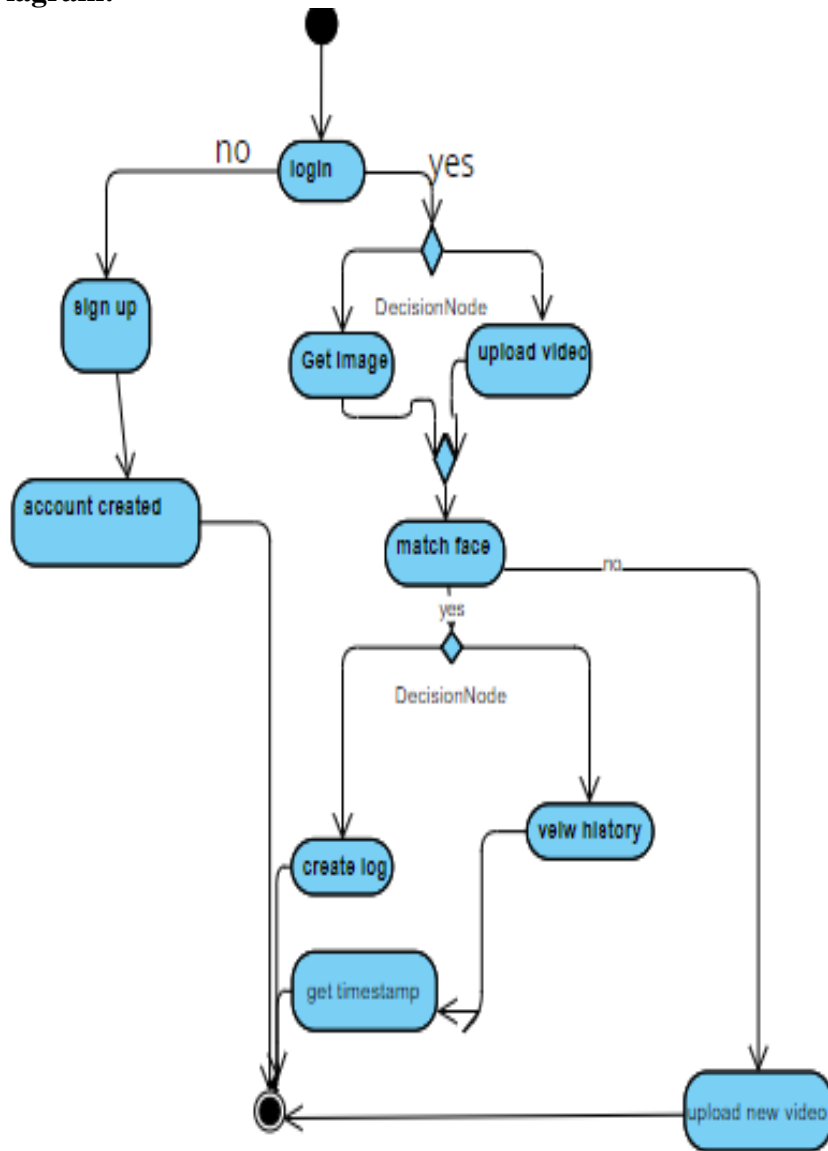 no
login
yes
sign up
DecisionNode
Get image
upload video
account created
match face
no
yes
DecisionNode
veiw history
create log
get timestamp
upload new video